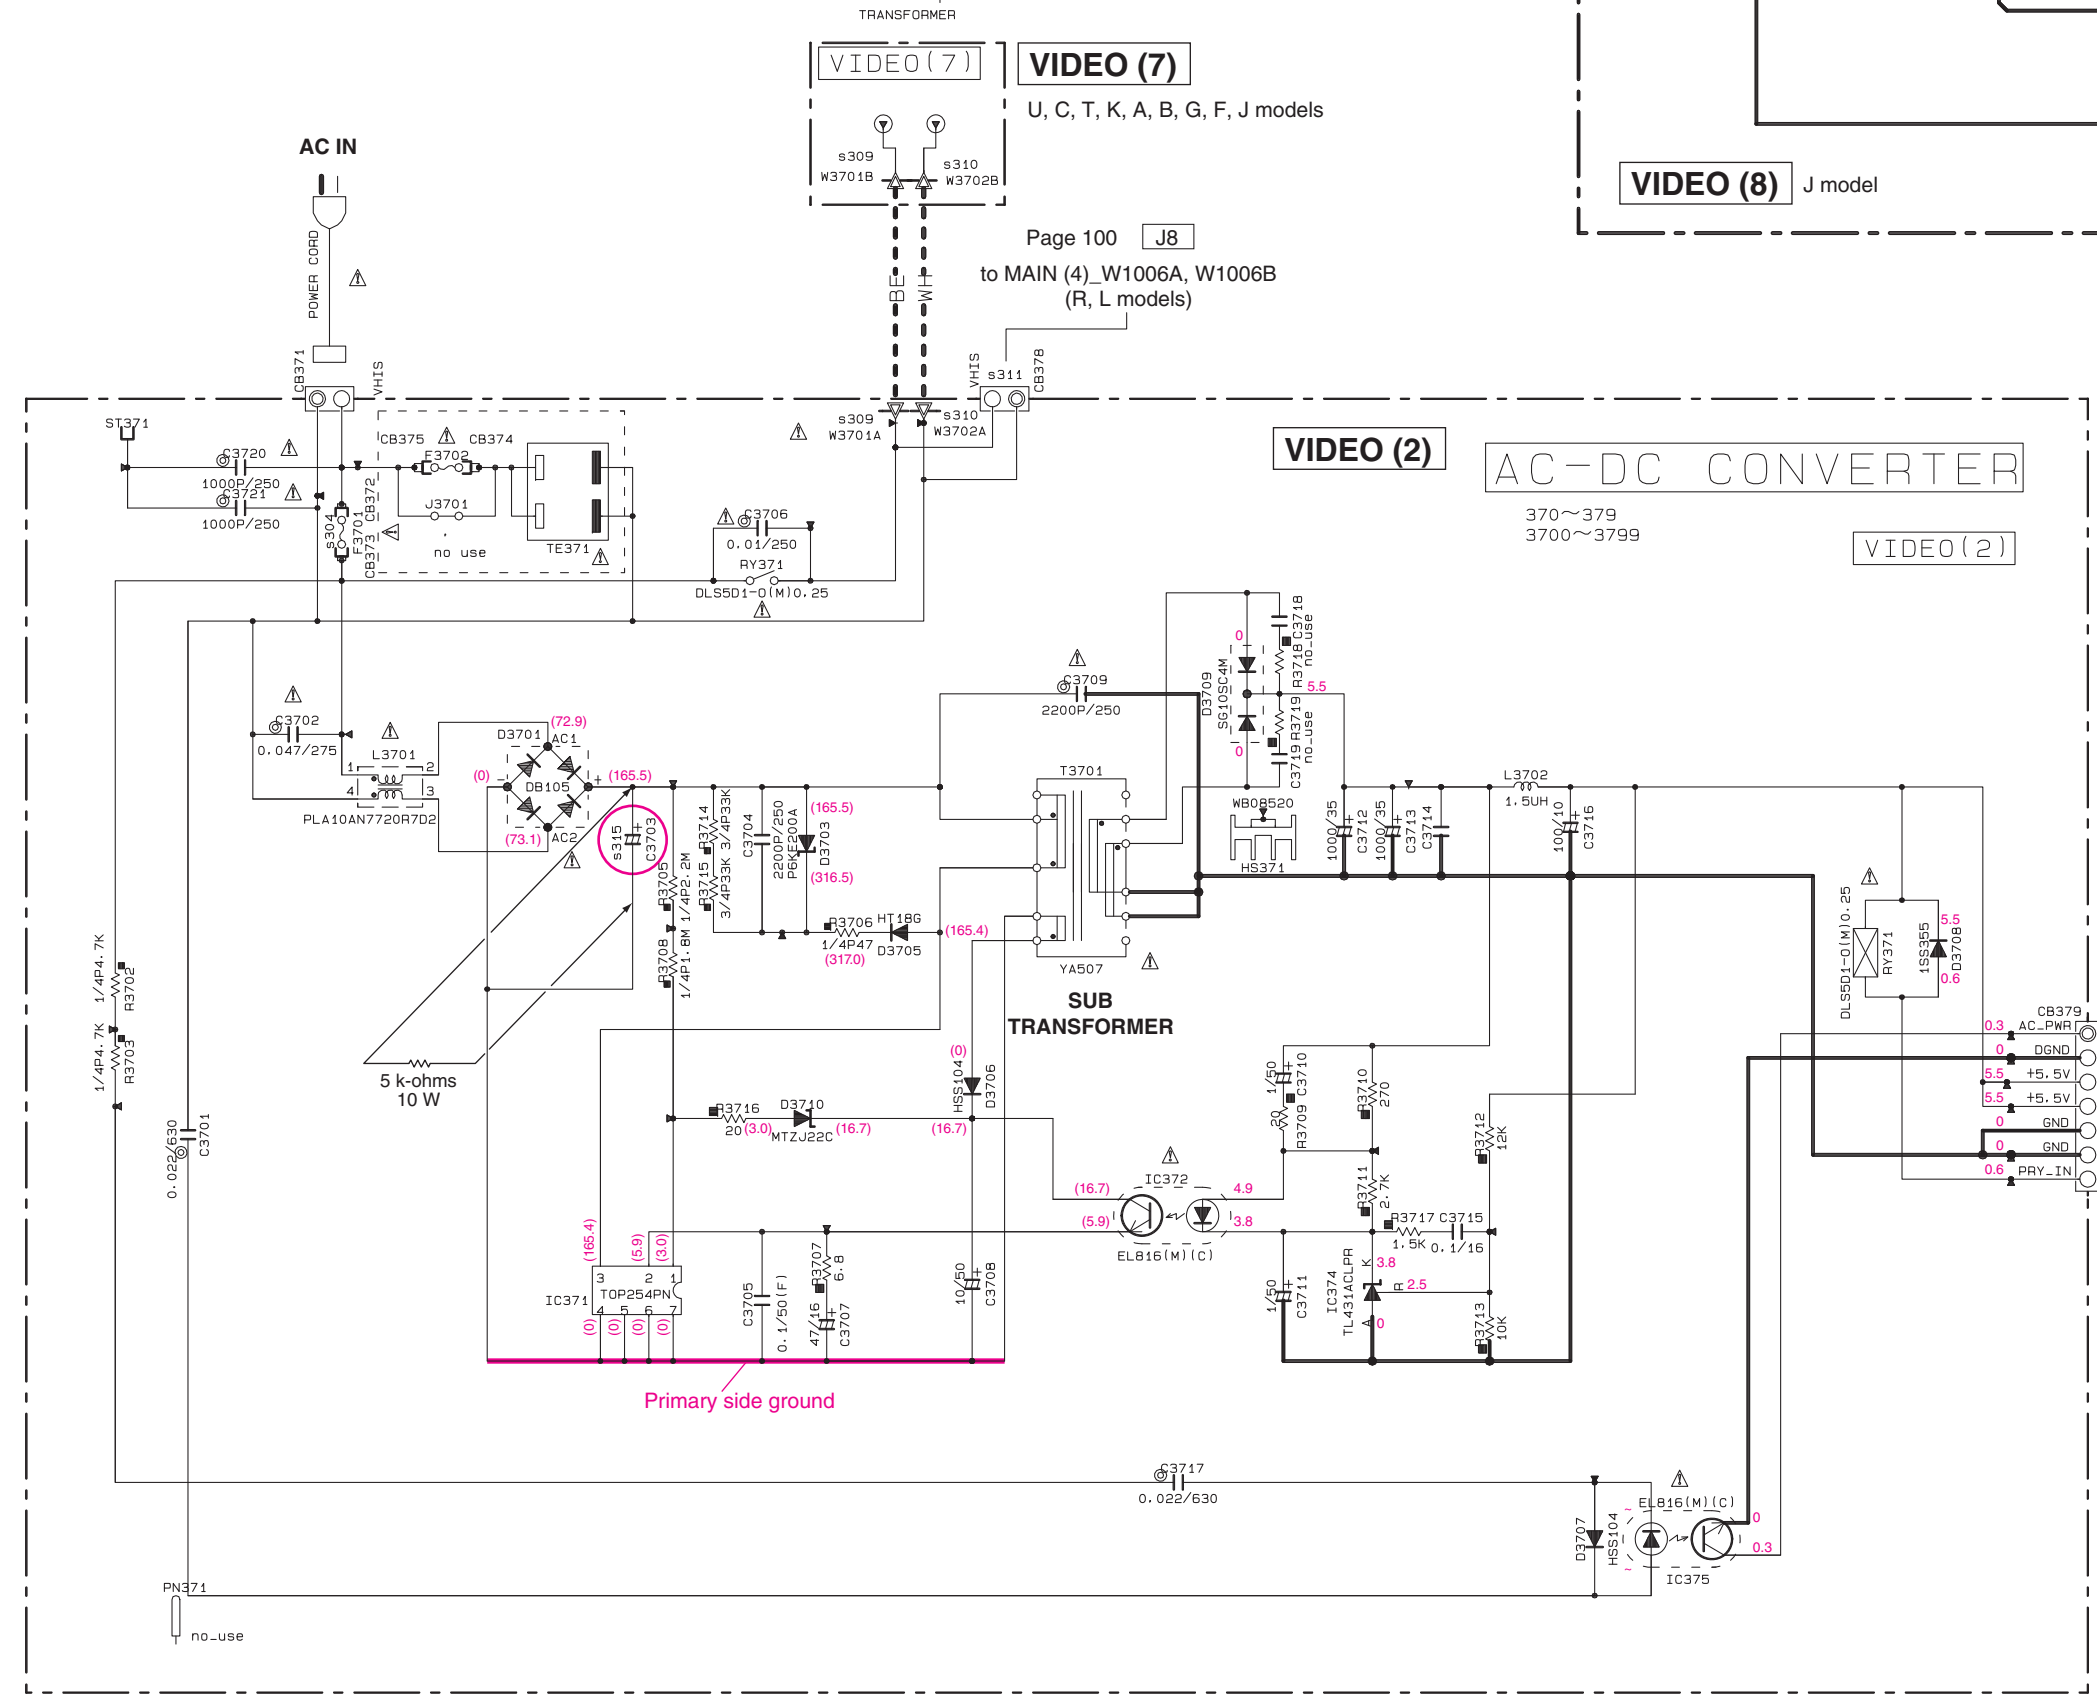 TRANSFORMER
VIDEO(7)
VIDEO (7)
U, C, T, K, A, B, G, F, J models
s309
W3701B
s310
W3702B
VIDEO (8)
J model
AC IN
POWER CORD
Page 100
J8
to MAIN (4)_W1006A, W1006B
(R, L models)
BE
WH
CB371
VHIS
VHIS
s311
CB378
ST371
C3720
1000P/250
C3721
1000P/250
CB375
CB374
F3702
J3701
no use
TE371
s304
F3701
CB373
CB372
s309
W3701A
s310
W3702A
C3706
0.01/250
RY371
DLS5D1-O(M)0.25
VIDEO (2)
AC-DC CONVERTER
370~379
3700~3799
VIDEO(2)
C3702
0.047/275
L3701
1
2
4
3
PLA10AN7720R7D2
D3701
(72.9)
AC1
(0)
+
(165.5)
DB105
(73.1)
AC2
s315
C3703
R3705
1/4P2.2M
R3708
1/4P1.8M
R3714
3/4P33K
R3715
3/4P33K
C3704
2200P/250
P6KE200A
D3703
(165.5)
(316.5)
R3706
1/4P47
(317.0)
HT18G
D3705
(165.4)
C3709
2200P/250
T3701
YA507
SUB
TRANSFORMER
D3709
SG10SC4M
0
0
C3718
no_use
R3718
R3719
C3719
no_use
5.5
WB08520
HS371
1000/35
C3712
1000/35
C3713
C3714
L3702
1.5UH
100/10
C3716
DLS5D1-O(M)0.25
RY371
1SS355
D3708
5.5
0.6
CB379
0.3 AC_PWR
0 DGND
5.5 +5.5V
5.5 +5.5V
0 GND
0 GND
0.6 PRY_IN
R3702
1/4P4.7K
R3703
1/4P4.7K
5 k-ohms
10 W
0.022/630
C3701
R3716
20
(3.0)
D3710
MTZJ22C
(16.7)
(16.7)
(0)
HSS104
D3706
1/50
C3710
20
R3709
R3710
270
R3711
2.7K
R3712
12K
IC372
(16.7)
(5.9)
4.9
3.8
EL816(M)(C)
R3717
1.5K
C3715
0.1/16
(165.4)
(5.9)
(3.0)
3 2 1
IC371
TOP254PN
4 5 6 7
(0)
(0)
(0)
(0)
C3705
0.1/50(F)
R3707
6.8
47/16
C3707
10/50
C3708
1/50
C3711
IC374
TL431ACLPR
K
3.8
R
2.5
A
0
R3713
10K
Primary side ground
C3717
0.022/630
D3707
HSS104
EL816(M)(C)
~
~
0
0.3
IC375
PN371
no_use